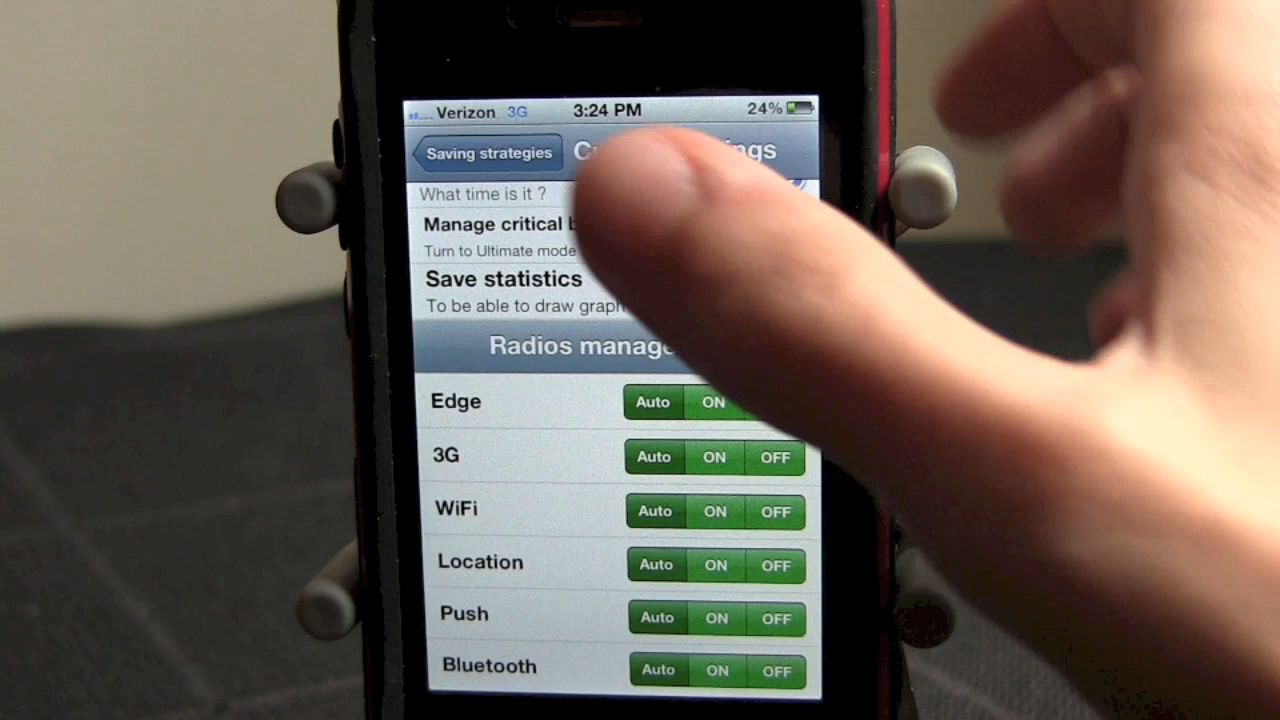 Verizon 3G 3:24 PM 24%
Saving strategies
What time is it ?
Manage critical
Turn to Ultimate mode
Save statistics
To be able to draw
Radios
Edge Auto ON
3G Auto ON OFF
WiFi Auto ON OFF
Location Auto ON OFF
Push Auto ON OFF
Bluetooth Auto ON OFF